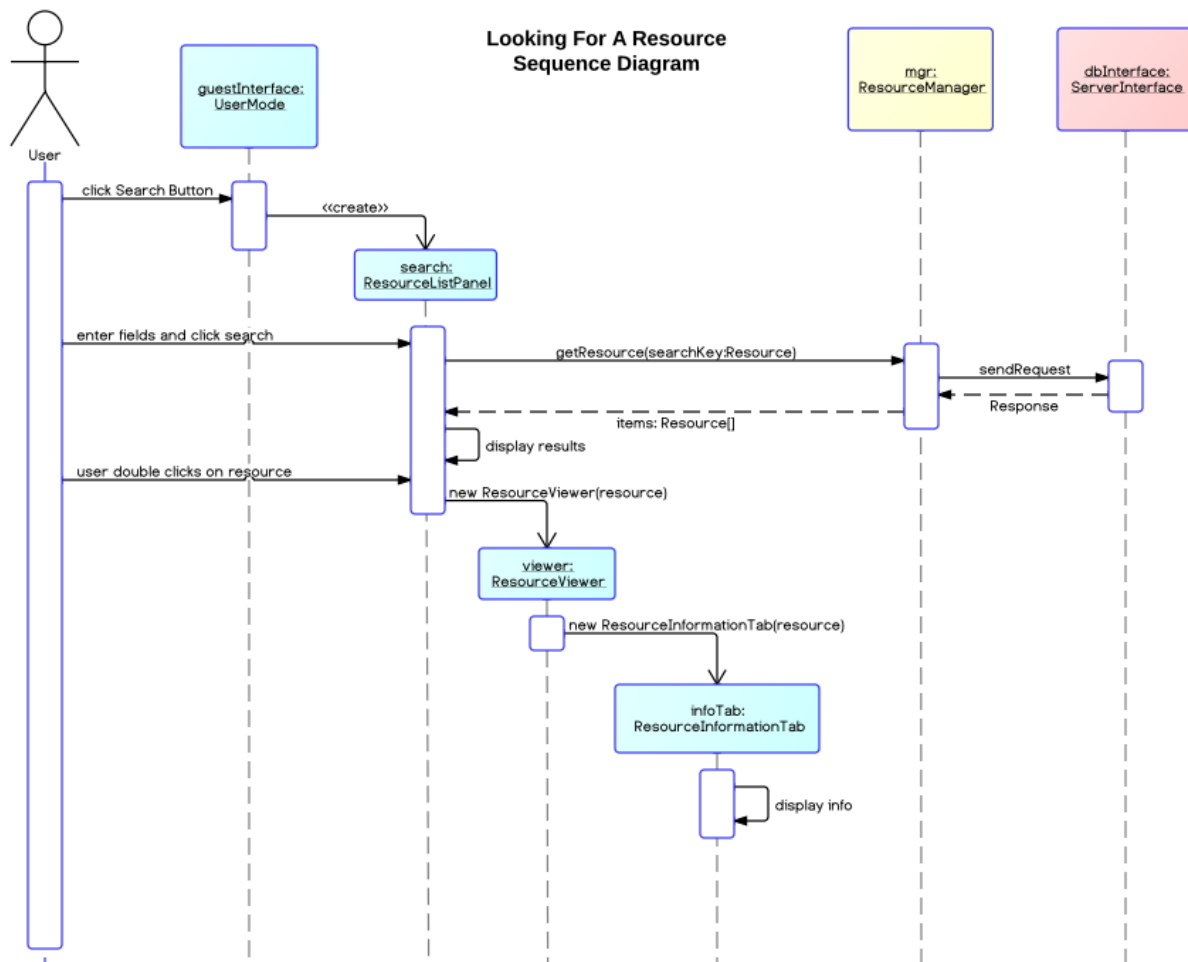 Looking For A Resource
Sequence Diagram
guestInterface:
UserMode
mgr:
ResourceManager
dbInterface:
ServerInterface
User
click Search Button
<<create>>
search:
ResourceListPanel
enter fields and click search
getResource(searchKey:Resource)
sendRequest
Response
items: Resource[]
display results
user double clicks on resource
new ResourceViewer(resource)
viewer:
ResourceViewer
new ResourceInformationTab(resource)
infoTab:
ResourceInformationTab
display info